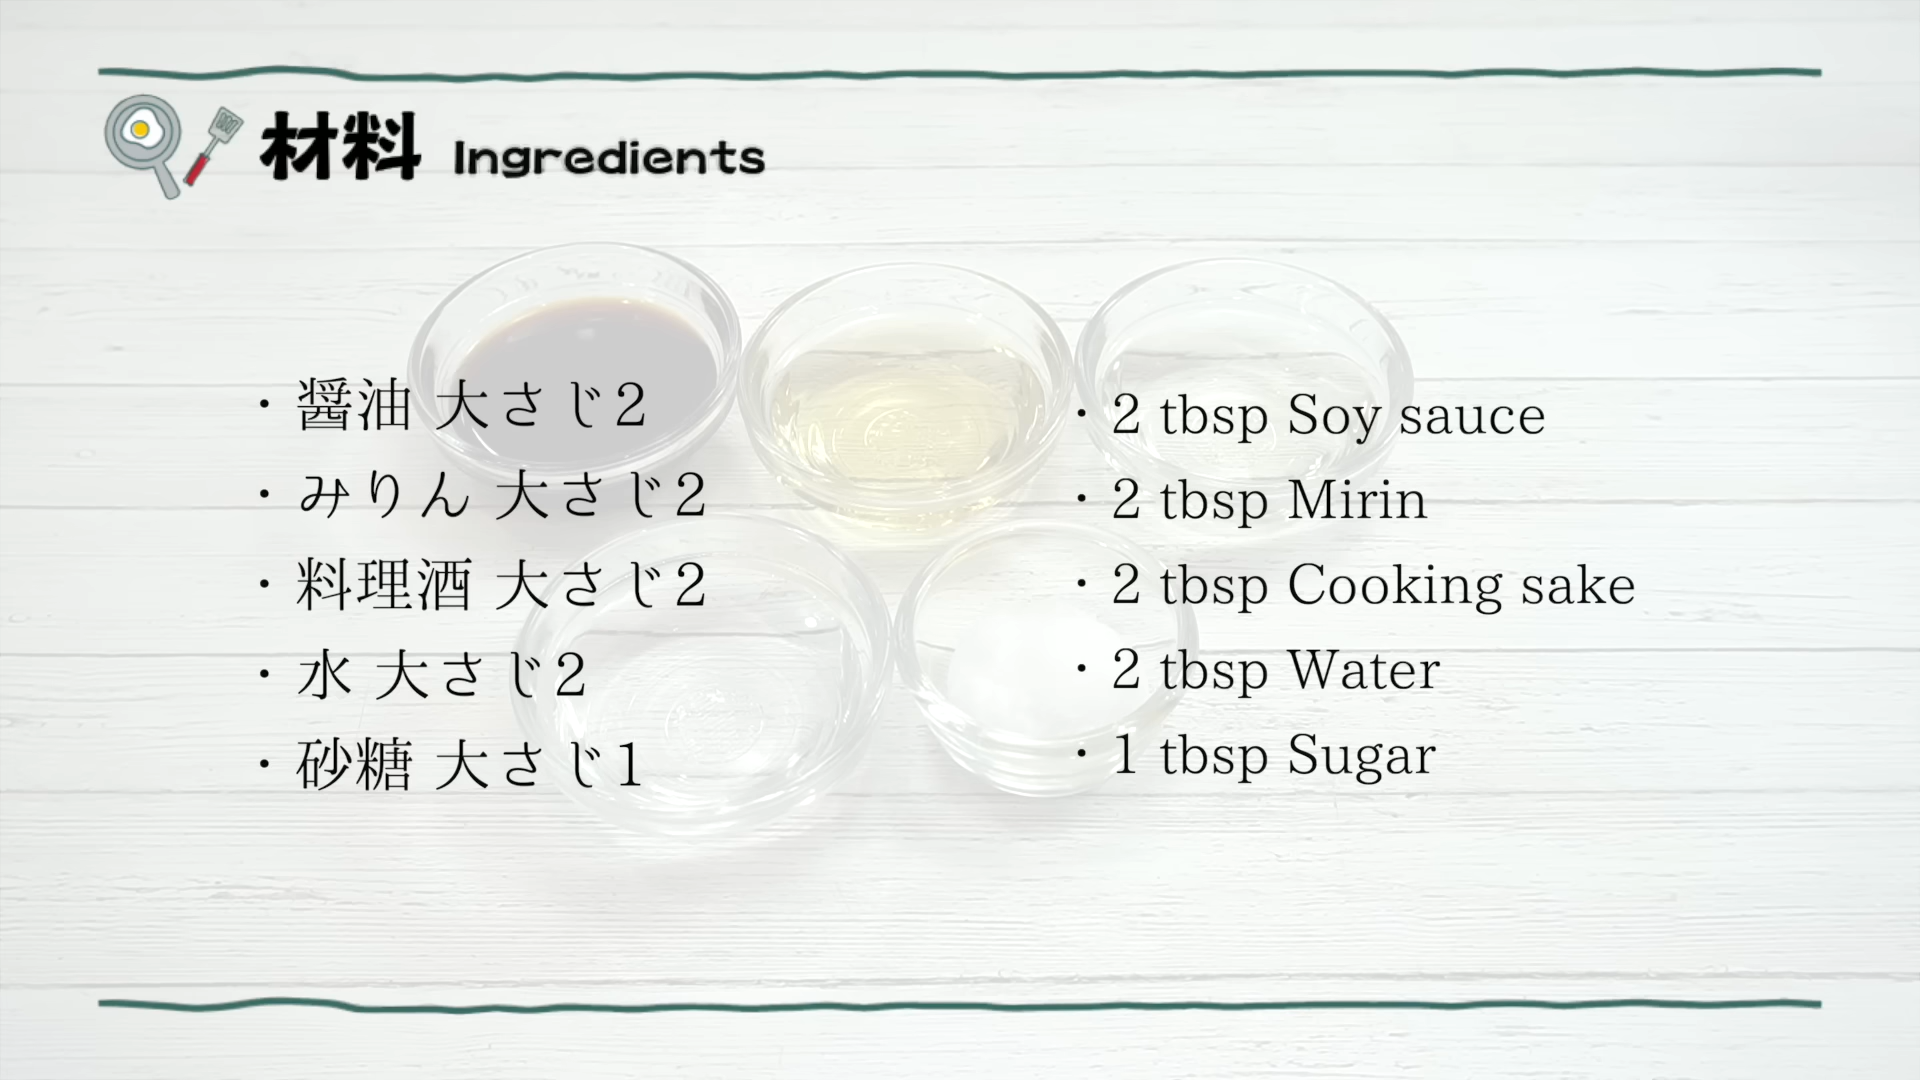 材料 Ingredients
・醤油 大さじ2
・みりん 大さじ2
・料理酒 大さじ2
・水 大さじ2
・砂糖 大さじ1
・2 tbsp Soy sauce
・2 tbsp Mirin
・2 tbsp Cooking sake
・2 tbsp Water
・1 tbsp Sugar